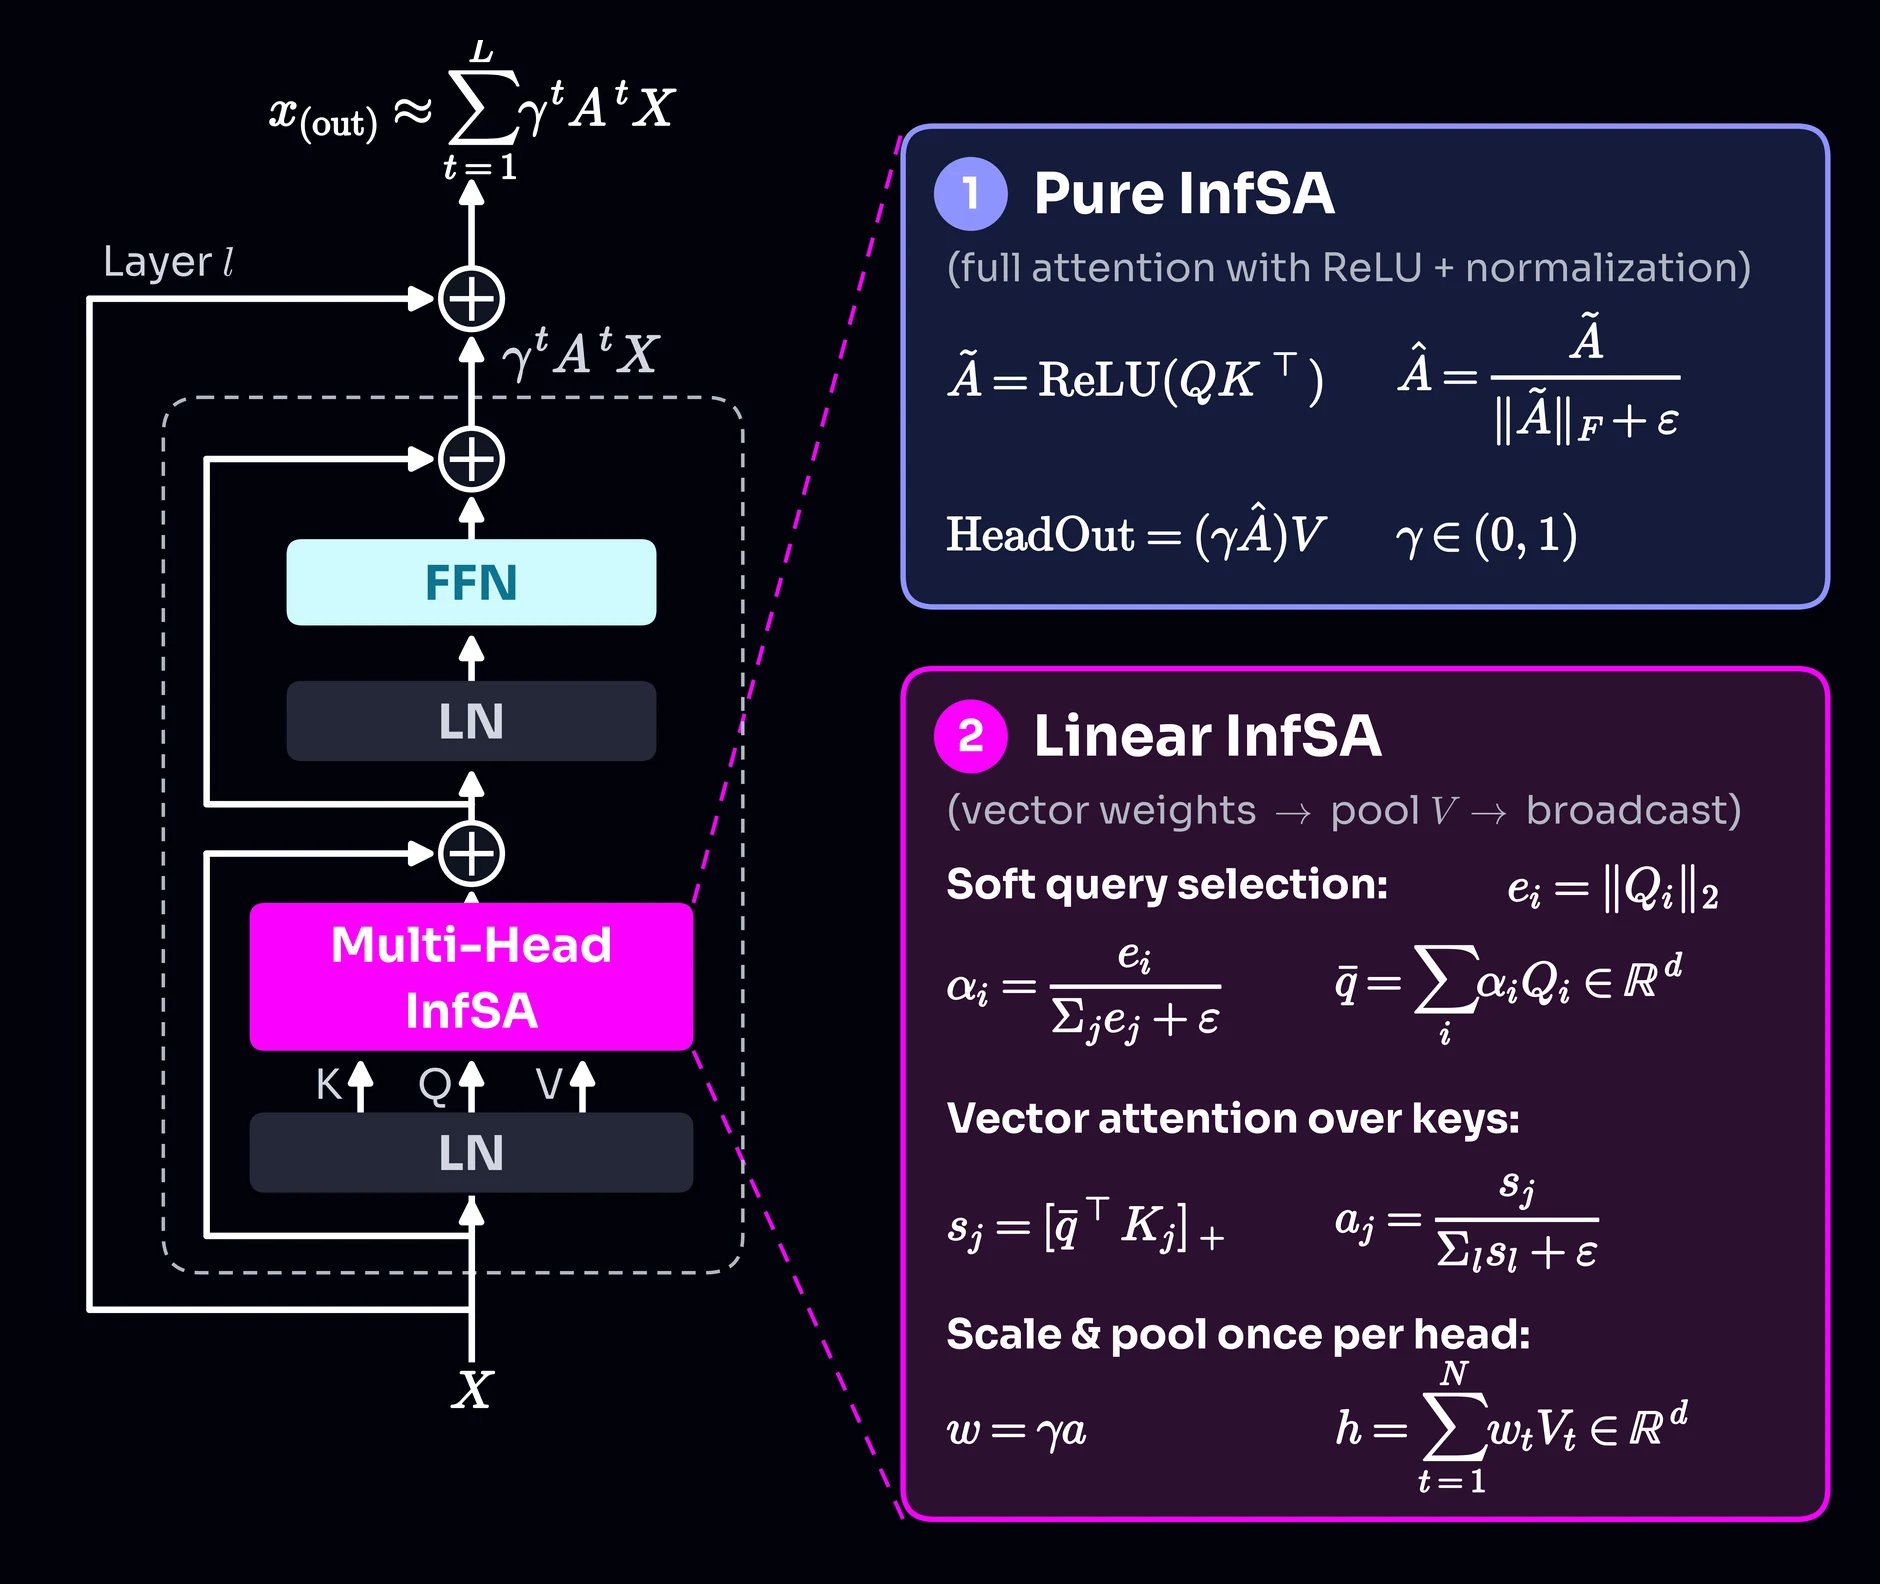 x_(out) ≈ ∑_{t=1}^{L} γ^t A^t X
Layer l
γ^t A^t X
FFN
LN
Multi-Head
InfSA
K Q V
LN
X
1 Pure InfSA
(full attention with ReLU + normalization)
Ã = ReLU(QK^⊤) Â = Ã / (‖Ã‖_F + ε)
HeadOut = (γÂ)V γ ∈ (0, 1)
2 Linear InfSA
(vector weights → pool V → broadcast)
Soft query selection: e_i = ‖Q_i‖_2
α_i = e_i / (Σ_j e_j + ε) q̄ = ∑_i α_i Q_i ∈ ℝ^d
Vector attention over keys:
s_j = [q̄^⊤ K_j]_+ a_j = s_j / (Σ_l s_l + ε)
Scale & pool once per head:
w = γa h = ∑_{t=1}^{N} w_t V_t ∈ ℝ^d